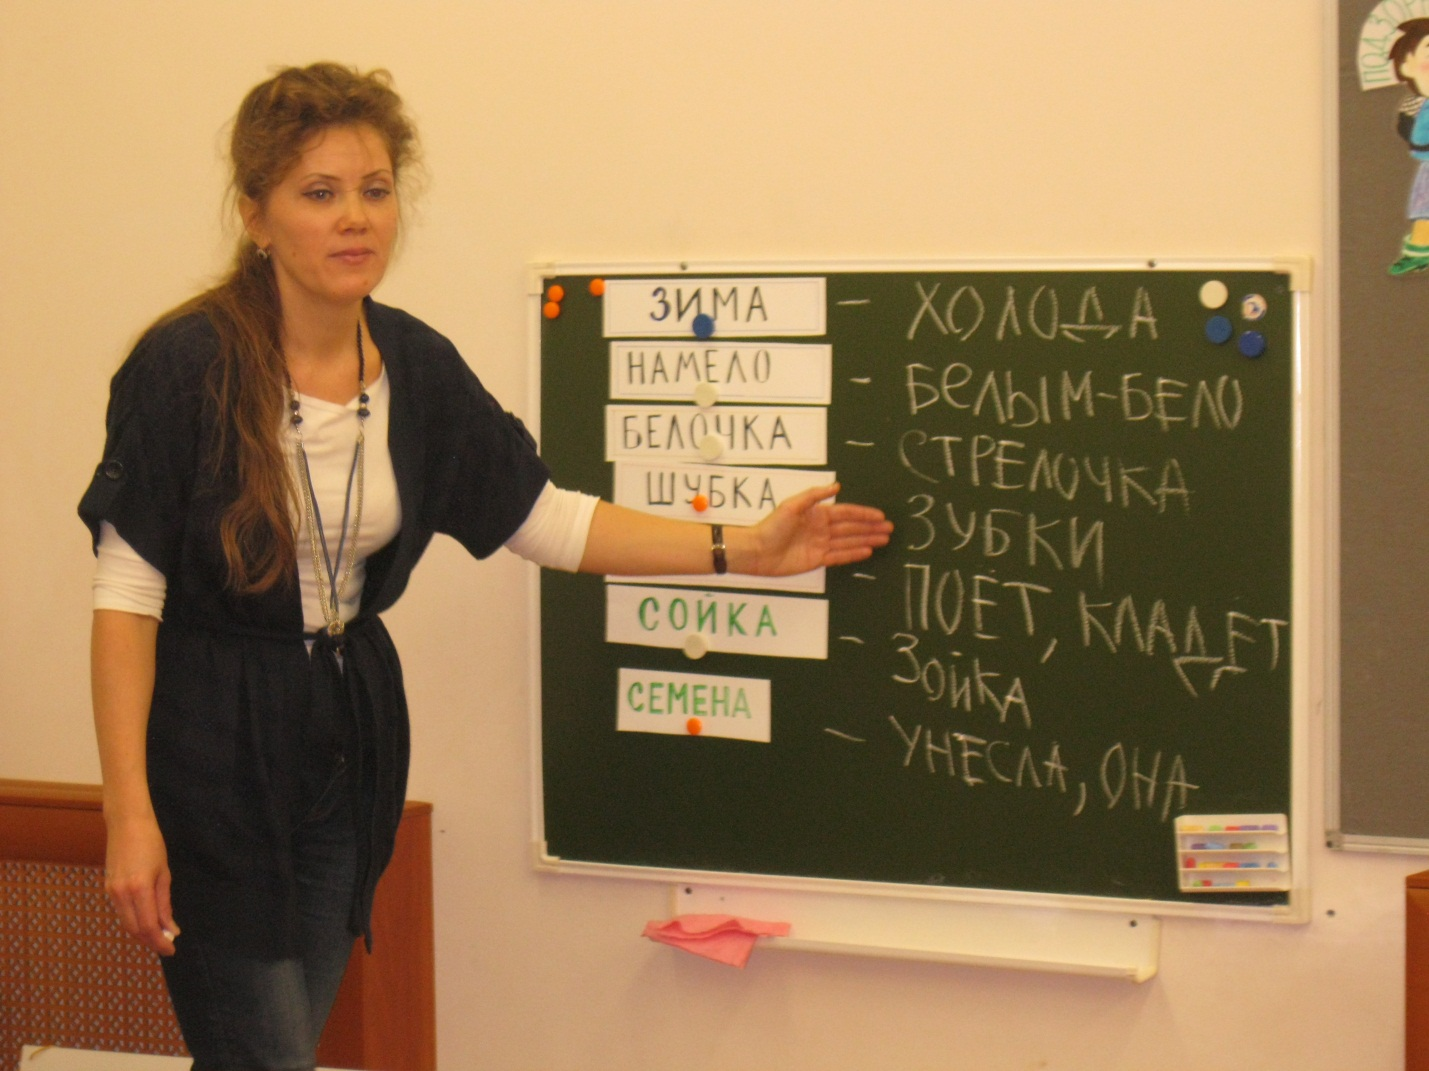 ЗИМА – ХОЛОДА
НАМЕЛО – БЕЛЫМ-БЕЛО
БЕЛОЧКА – СТРЕЛОЧКА
ШУБКА ЗУБКИ
– ПОЁТ, КЛАДЁТ
СОЙКА – ЗОЙКА
СЕМЕНА – УНЕСЛА, ОНА